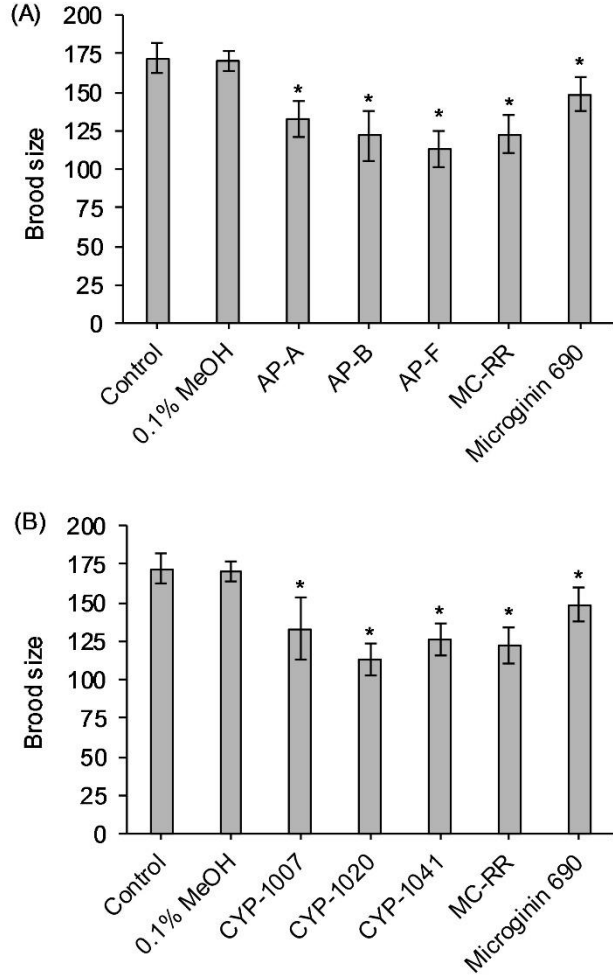 (A)
Brood size
200
175
150
125
100
75
50
25
0
* * * * *
Control
0.1% MeOH
AP-A
AP-B
AP-F
MC-RR
Microginin 690
(B)
Brood size
200
175
150
125
100
75
50
25
0
* * * * *
Control
0.1% MeOH
CYP-1007
CYP-1020
CYP-1041
MC-RR
Microginin 690